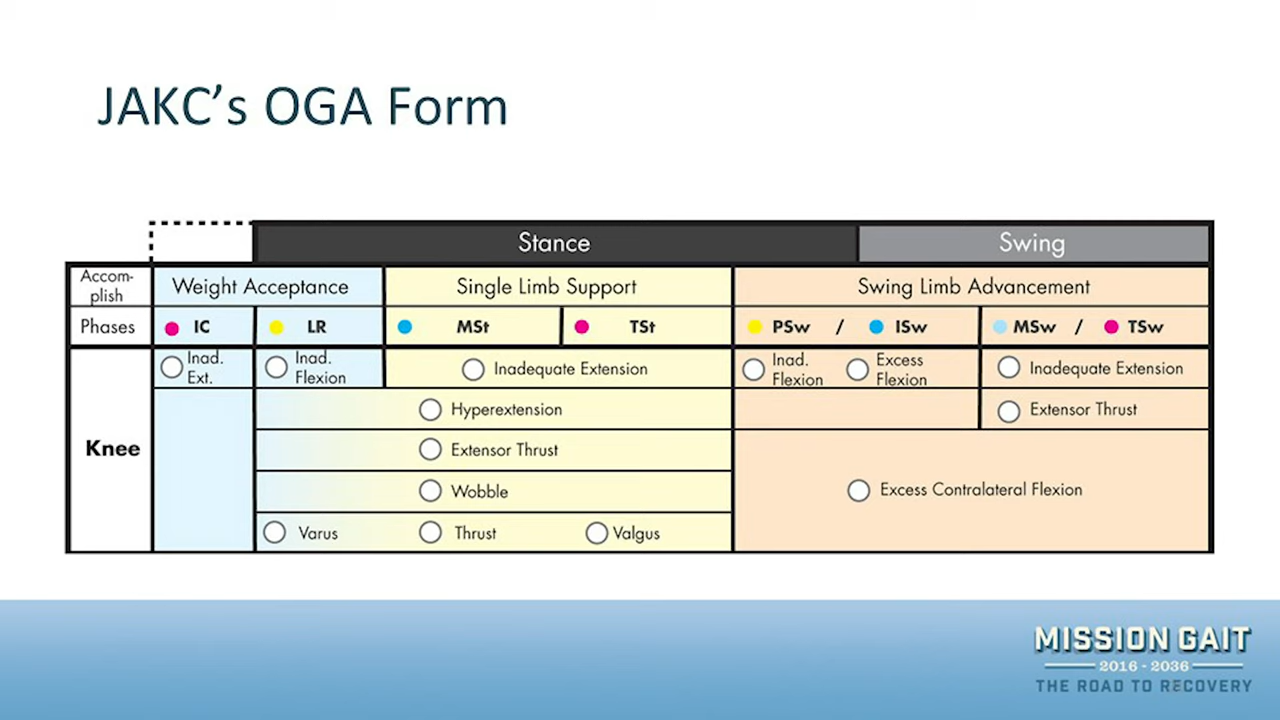 JAKC's OGA Form
Stance
Swing
Accom-
plish
Weight Acceptance
Single Limb Support
Swing Limb Advancement
Phases
IC
LR
MSt
TSt
PSw / ISw
MSw / TSw
Knee
Inad.
Ext.
Inad.
Flexion
Inadequate Extension
Inad.
Flexion
Excess
Flexion
Inadequate Extension
Hyperextension
Extensor Thrust
Extensor Thrust
Wobble
Excess Contralateral Flexion
Varus
Thrust
Valgus
MISSION GAIT
2016 - 2036
THE ROAD TO RECOVERY